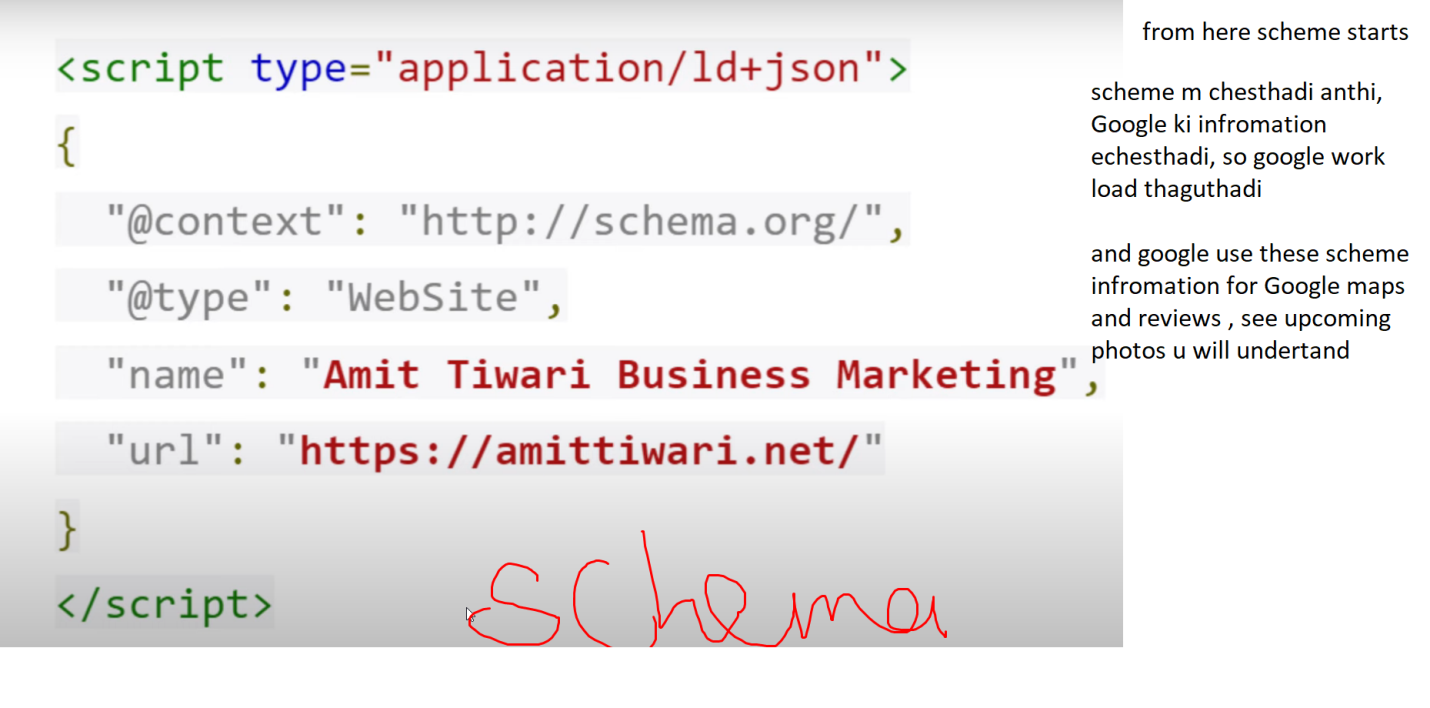 <script type="application/ld+json">
{
"@context": "http://schema.org/",
"@type": "WebSite",
"name": "Amit Tiwari Business Marketing",
"url": "https://amittiwari.net/"
}
</script>
schema
from here scheme starts
scheme m chesthadi anthi,
Google ki infromation
echesthadi, so google work
load thaguthadi
and google use these scheme
infromation for Google maps
and reviews , see upcoming
photos u will undertand